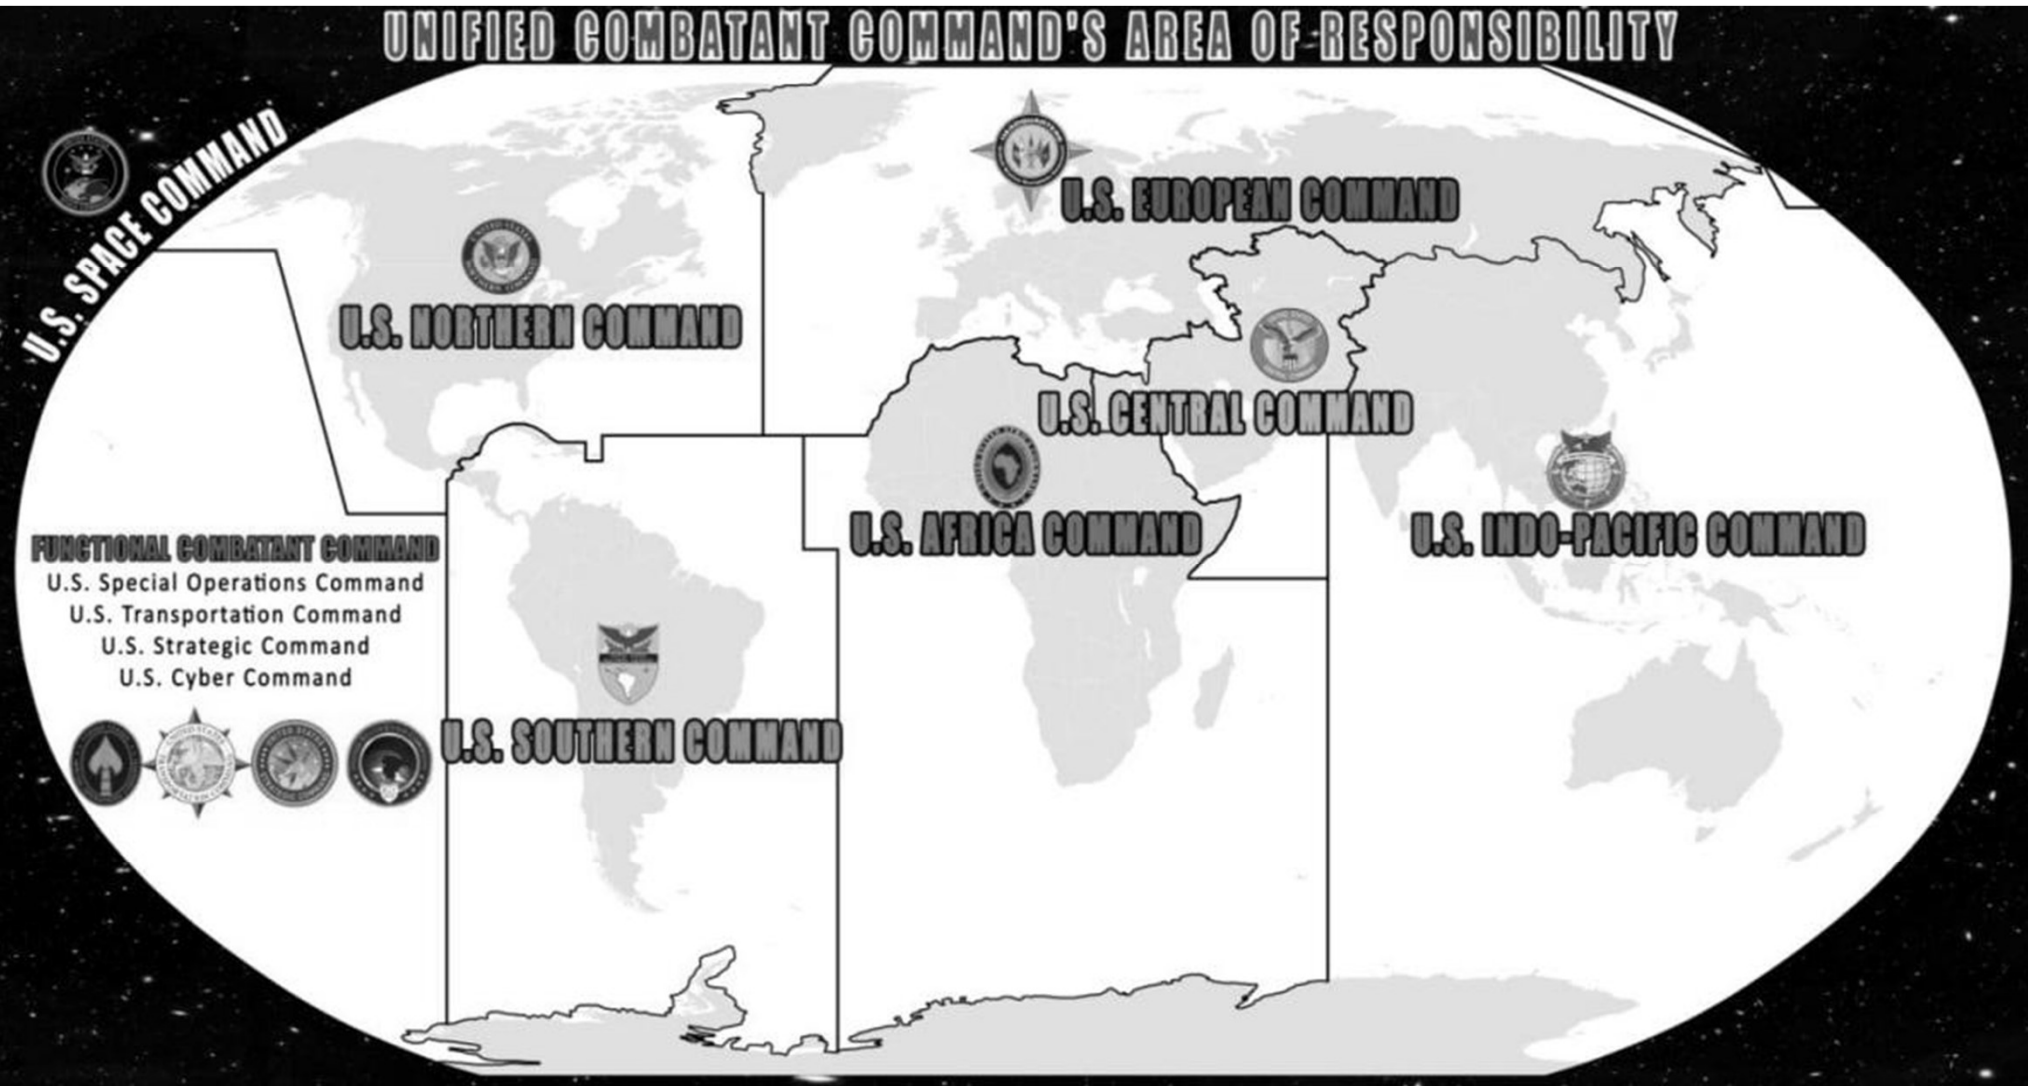 UNIFIED COMBATANT COMMAND'S AREA OF RESPONSIBILITY
U.S. SPACE COMMAND
U.S. EUROPEAN COMMAND
U.S. NORTHERN COMMAND
U.S. CENTRAL COMMAND
U.S. AFRICA COMMAND
U.S. INDO-PACIFIC COMMAND
FUNCTIONAL COMBATANT COMMAND
U.S. Special Operations Command
U.S. Transportation Command
U.S. Strategic Command
U.S. Cyber Command
U.S. SOUTHERN COMMAND